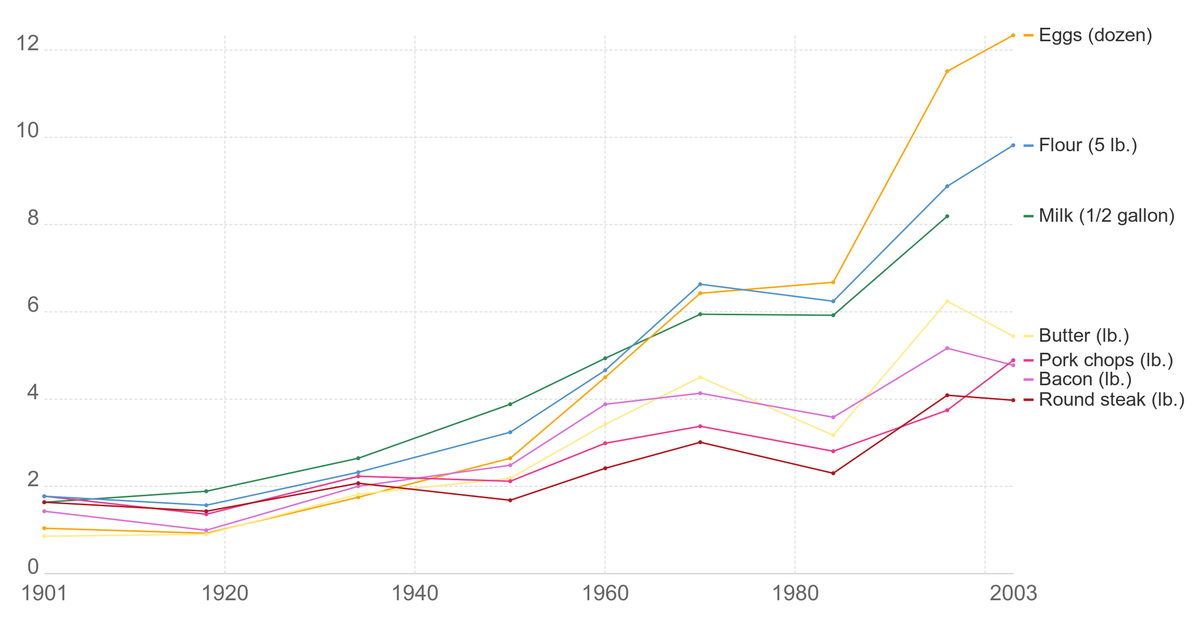 12
10
8
6
4
2
0
1901 1920 1940 1960 1980 2003
Eggs (dozen)
Flour (5 lb.)
Milk (1/2 gallon)
Butter (lb.)
Pork chops (lb.)
Bacon (lb.)
Round steak (lb.)